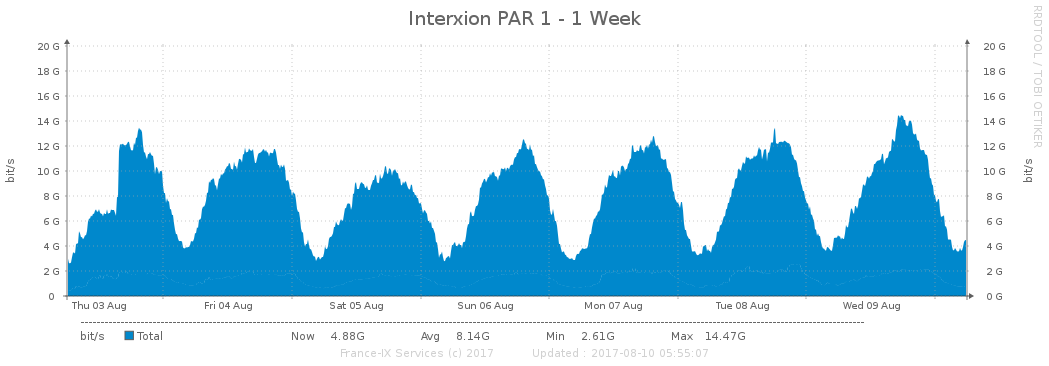 Interxion PAR 1 - 1 Week
RRDTOOL / TOBI OETIKER
bit/s
20 G 20 G
18 G 18 G
16 G 16 G
14 G 14 G
12 G 12 G
10 G 10 G
8 G 8 G
6 G 6 G
4 G 4 G
2 G 2 G
0 0 G
bit/s
Thu 03 Aug Fri 04 Aug Sat 05 Aug Sun 06 Aug Mon 07 Aug Tue 08 Aug Wed 09 Aug
bit/s Total Now 4.88G Avg 8.14G Min 2.61G Max 14.47G
France-IX Services (c) 2017 Updated : 2017-08-10 05:55:07